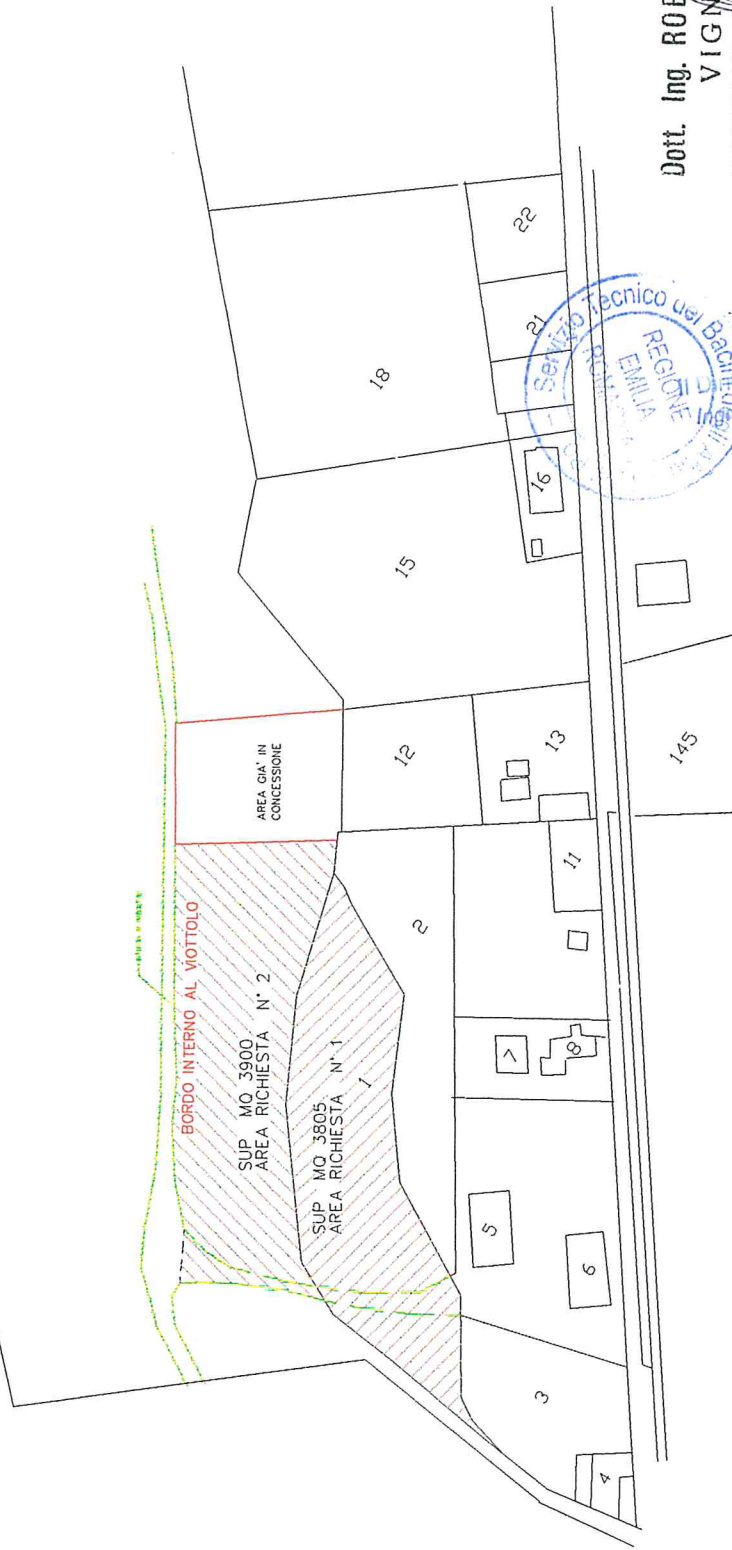 Dott. Ing. ROB
VIGN
BORDO INTERNO AL VIOTTOLO
SUP MQ 3900
AREA RICHIESTA N° 2
SUP MQ 3805
AREA RICHIESTA N° 1
AREA GIA' IN
CONCESSIONE
1
2
3
4
5
6
7
8
11
12
13
15
16
18
21
22
145
Servizio Tecnico dei Bacini
REGIONE
EMILIA